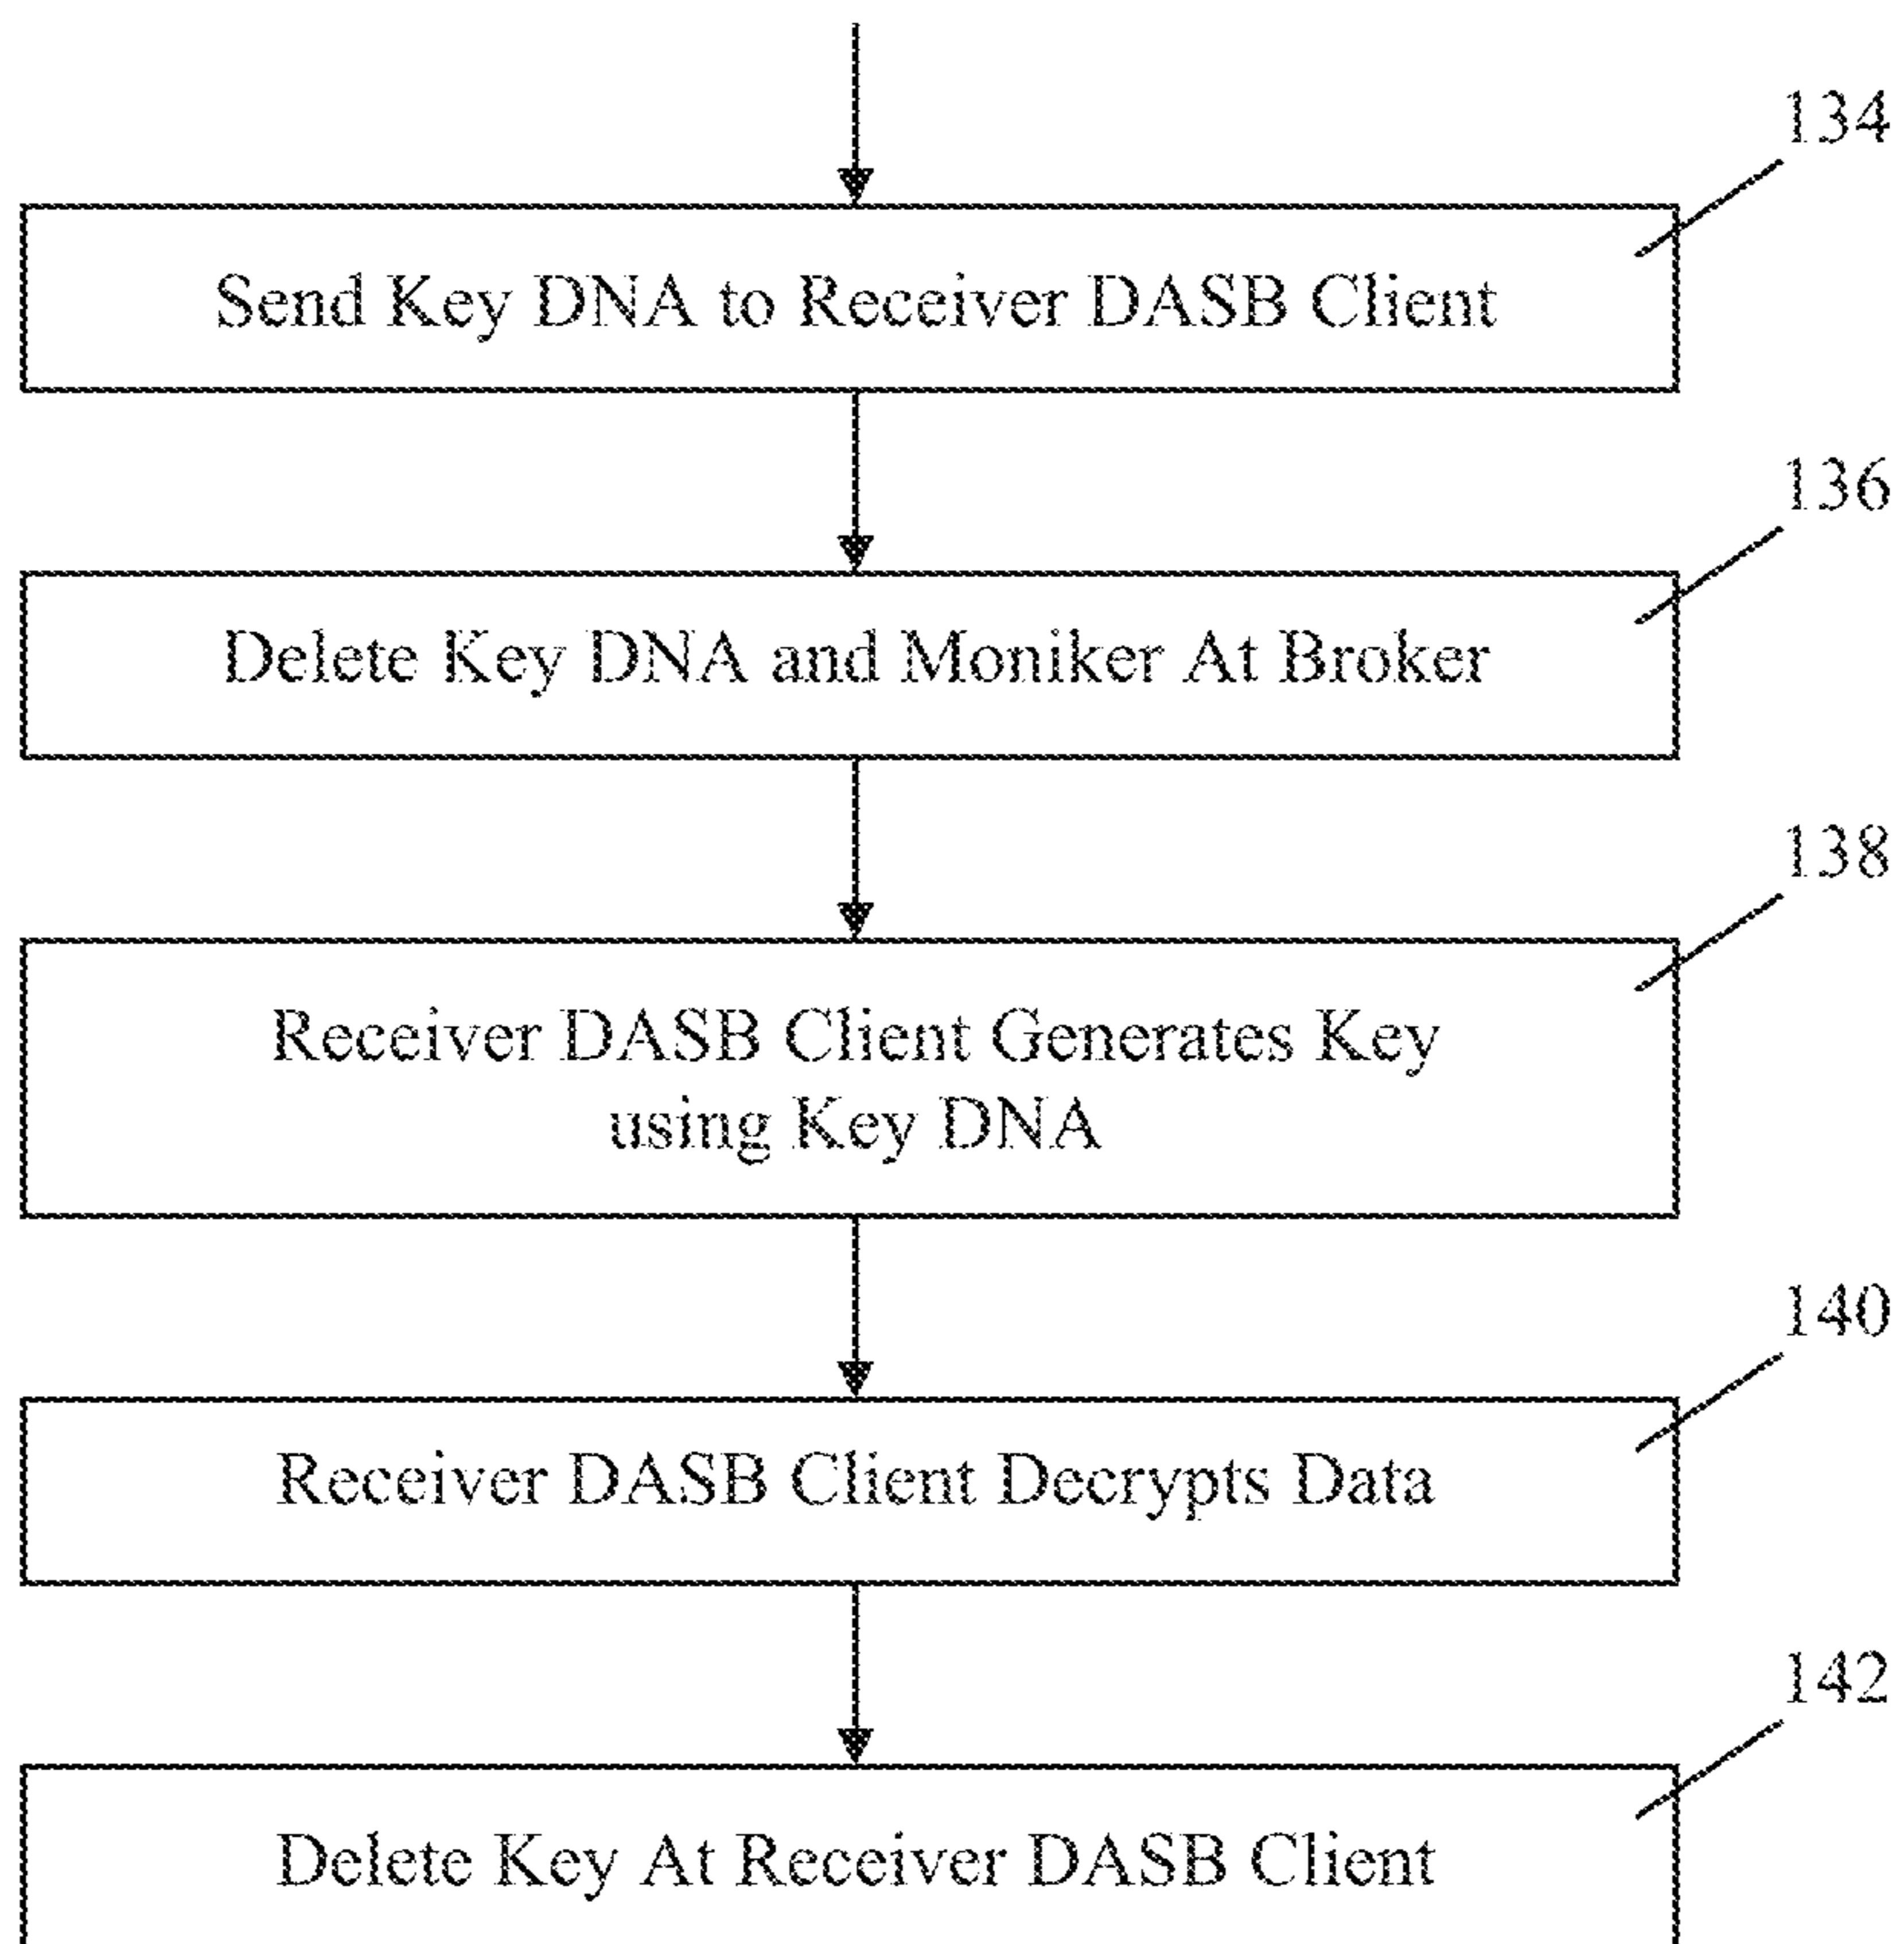 134
Send Key DNA to Receiver DASB Client
136
Delete Key DNA and Moniker At Broker
138
Receiver DASB Client Generates Key
using Key DNA
140
Receiver DASB Client Decrypts Data
142
Delete Key At Receiver DASB Client